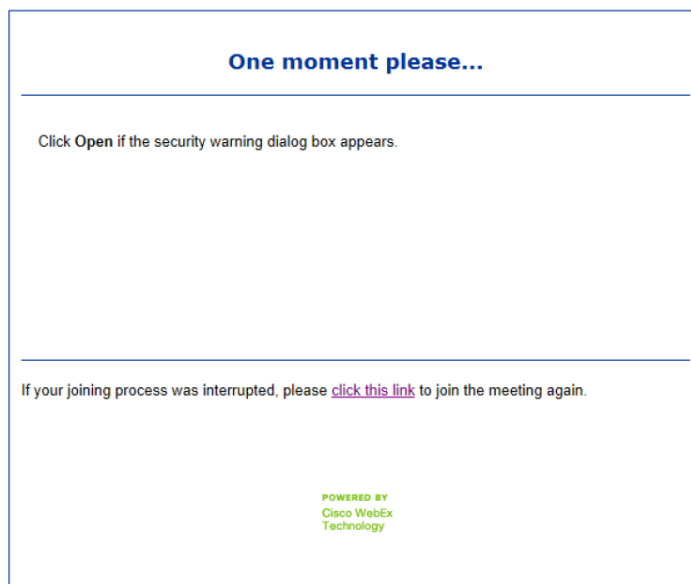 One moment please...
Click Open if the security warning dialog box appears.
If your joining process was interrupted, please click this link to join the meeting again.
POWERED BY
Cisco WebEx
Technology